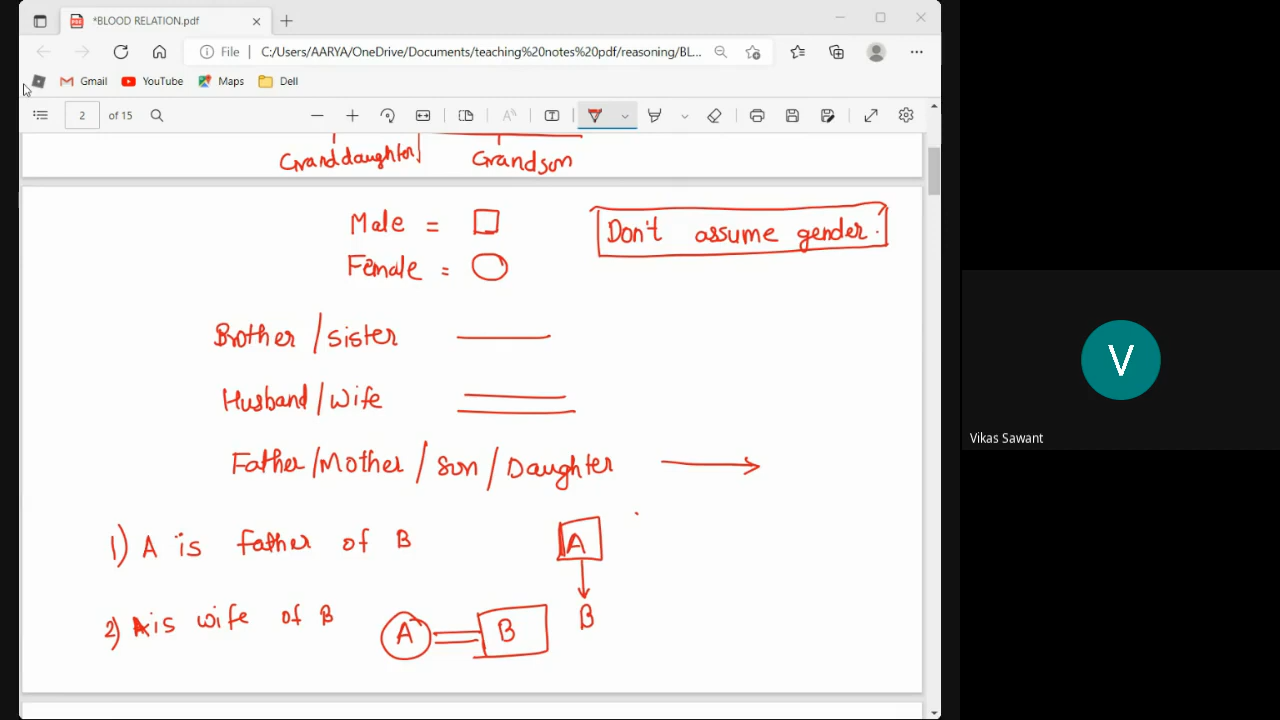 *BLOOD RELATION.pdf
File C:/Users/AARYA/OneDrive/Documents/teaching%20notes%20pdf/reasoning/BL...
Gmail YouTube Maps Dell
2 of 15
Granddaughter Grandson
Male =
Don't assume gender.
Female =
Brother/sister
Husband/wife
Father/Mother/son/Daughter
1) A is father of B
A
B
2) A is wife of B
A B
V
Vikas Sawant